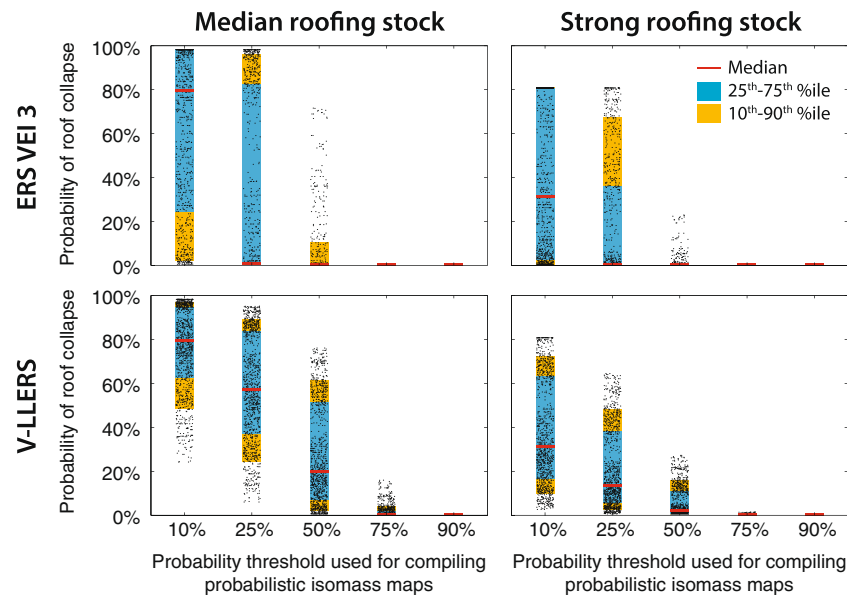 Median roofing stock
Strong roofing stock
ERS VEI 3
Probability of roof collapse
100%
80%
60%
40%
20%
0%
Median
25th-75th %ile
10th-90th %ile
V-LLERS
Probability of roof collapse
100%
80%
60%
40%
20%
0%
10%
25%
50%
75%
90%
10%
25%
50%
75%
90%
Probability threshold used for compiling
probabilistic isomass maps
Probability threshold used for compiling
probabilistic isomass maps